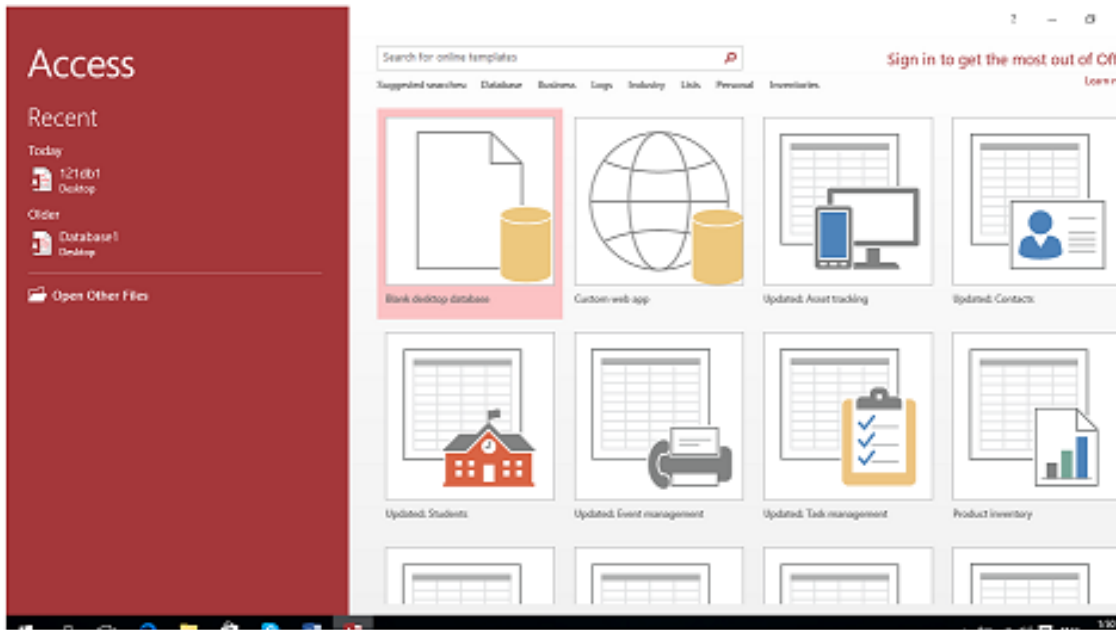 Access
Recent
Today
121db1
Desktop
Older
Database1
Desktop
Open Other Files
?
Search for online templates
Sign in to get the most out of Off
Suggested searches: Database Business Logs Industry Lists Personal Inventories
Learn
Blank desktop database
Custom web app
Updated: Asset tracking
Updated: Contacts
Updated: Students
Updated: Event management
Updated: Task management
Product inventory